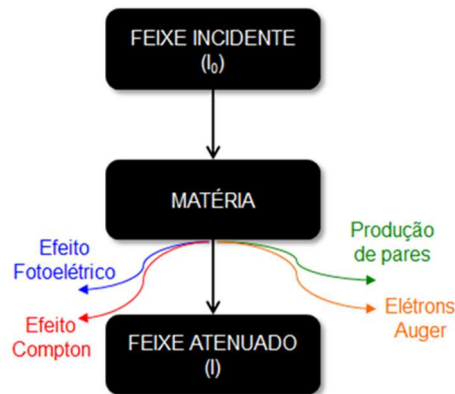 FEIXE INCIDENTE
(I₀)
MATÉRIA
Efeito
Fotoelétrico
Produção
de pares
Efeito
Compton
Elétrons
Auger
FEIXE ATENUADO
(I)